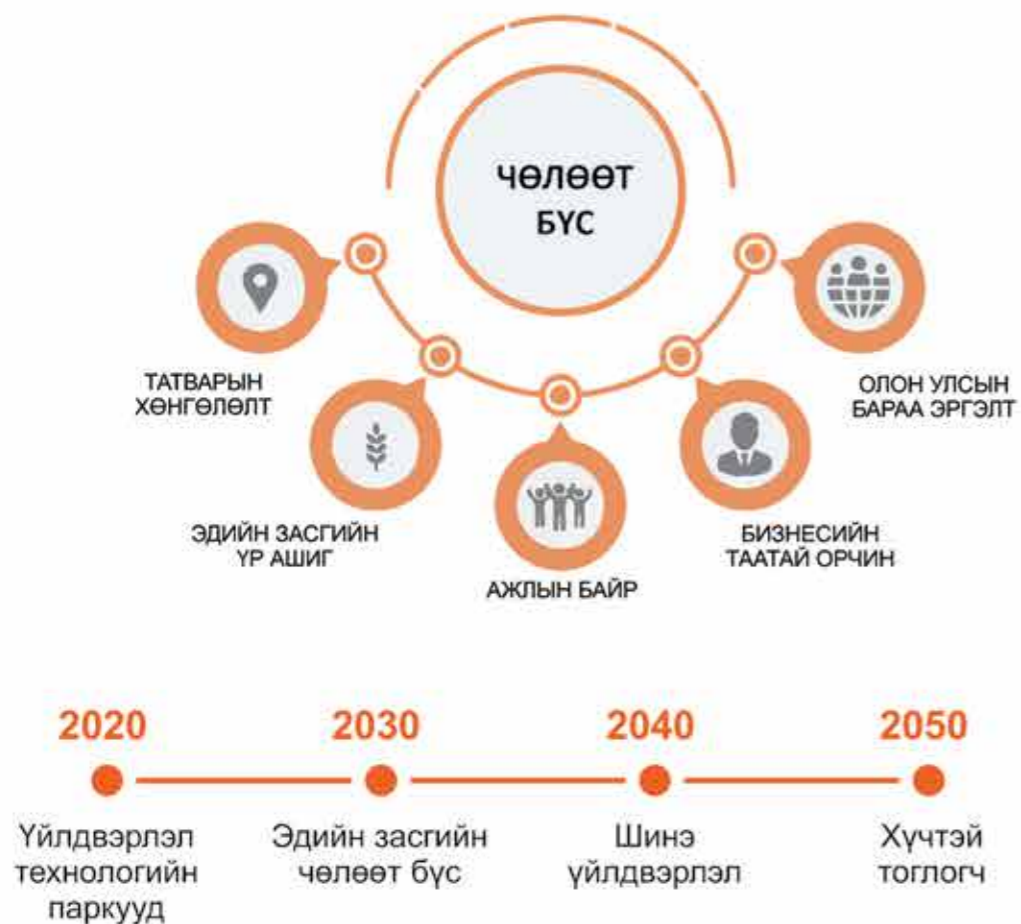 ЧӨЛӨӨТ
БҮС
ТАТВАРЫН
ХӨНГӨЛӨЛТ
ЭДИЙН ЗАСГИЙН
ҮР АШИГ
АЖЛЫН БАЙР
БИЗНЕСИЙН
ТААТАЙ ОРЧИН
ОЛОН УЛСЫН
БАРАА ЭРГЭЛТ
2020
Үйлдвэрлэл
технологийн
паркууд
2030
Эдийн засгийн
чөлөөт бүс
2040
Шинэ
үйлдвэрлэл
2050
Хүчтэй
тоглогч